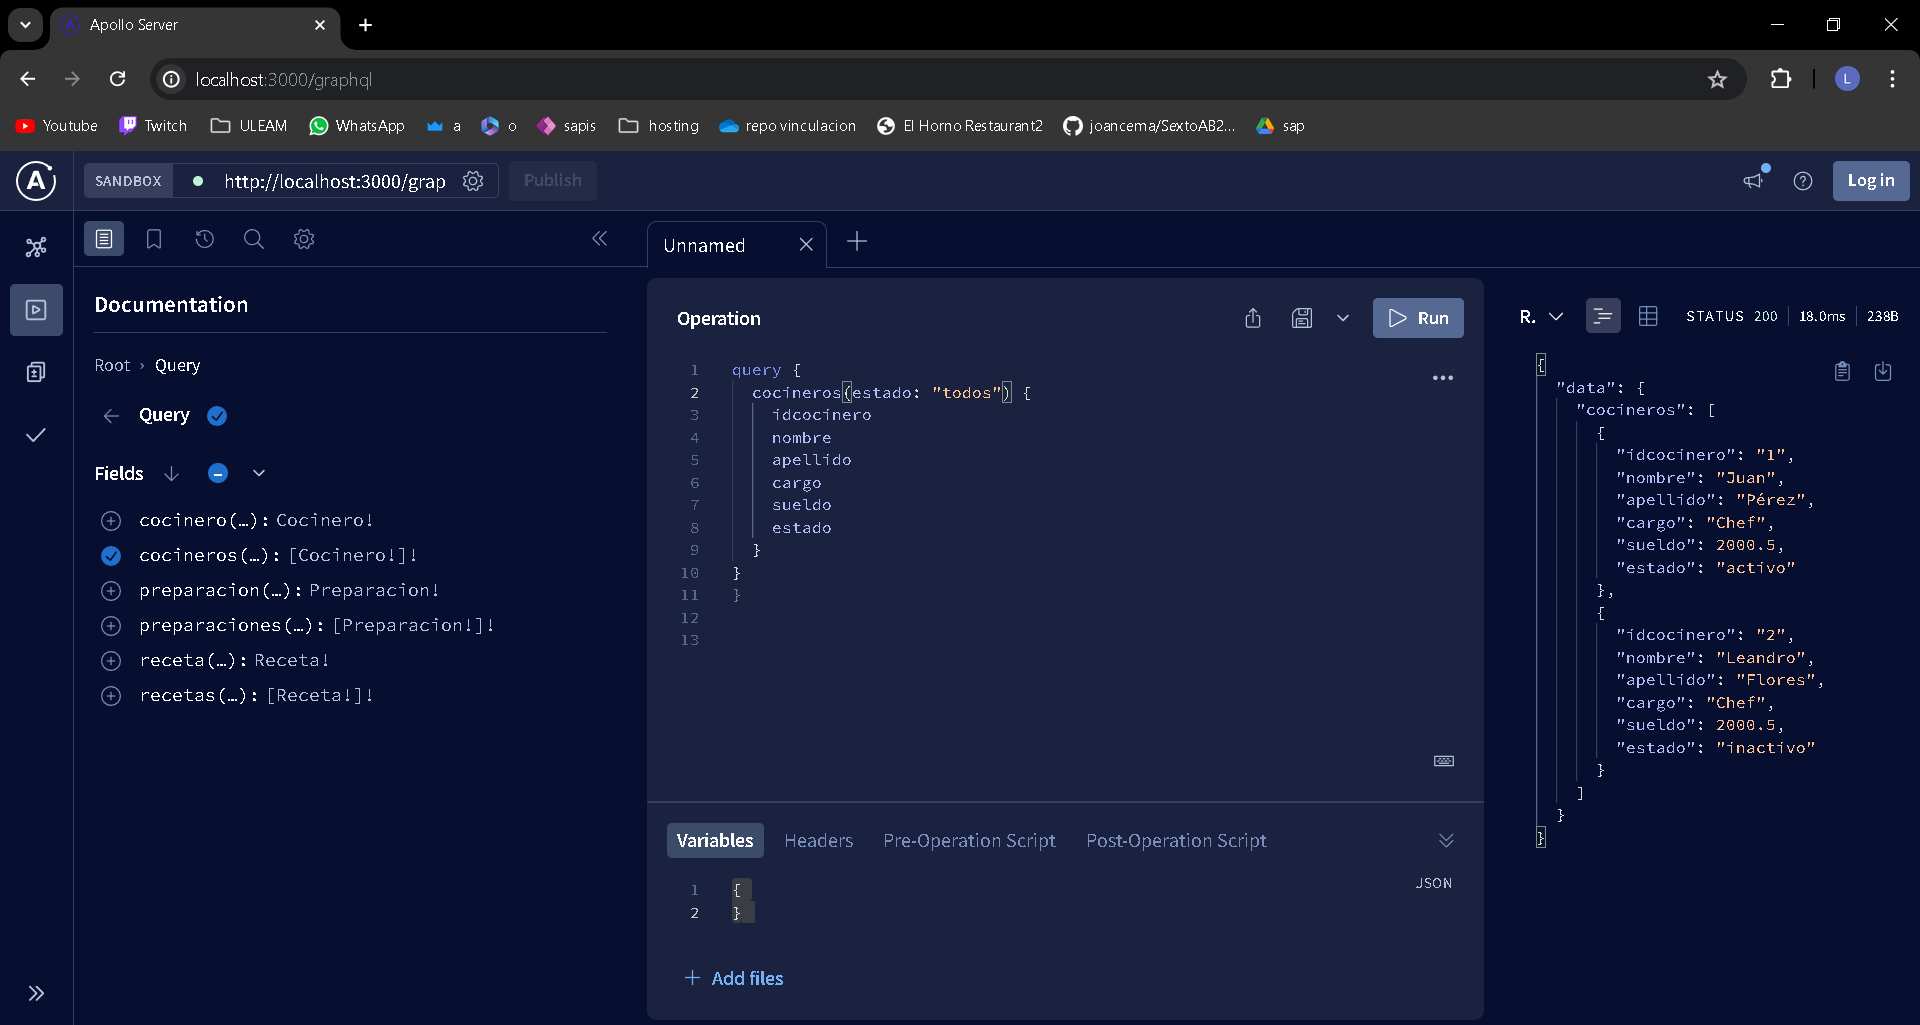 Apollo Server
localhost:3000/graphql
Youtube
Twitch
ULEAM
WhatsApp
a
o
sapis
hosting
repo vinculacion
El Horno Restaurant2
joancema/SextoAB2...
sap
L
SANDBOX
http://localhost:3000/grap
Publish
Log in
Unnamed
Documentation
Root › Query
Query
Fields
cocinero(…): Cocinero!
cocineros(…): [Cocinero!]!
preparacion(…): Preparacion!
preparaciones(…): [Preparacion!]!
receta(…): Receta!
recetas(…): [Receta!]!
Operation
Run
1 query {
2 cocineros(estado: "todos") {
3 idcocinero
4 nombre
5 apellido
6 cargo
7 sueldo
8 estado
9 }
10 }
11 }
12
13
Variables
Headers
Pre-Operation Script
Post-Operation Script
JSON
1 {
2 }
Add files
R.
STATUS 200
18.0ms
238B
{
"data": {
"cocineros": [
{
"idcocinero": "1",
"nombre": "Juan",
"apellido": "Pérez",
"cargo": "Chef",
"sueldo": 2000.5,
"estado": "activo"
},
{
"idcocinero": "2",
"nombre": "Leandro",
"apellido": "Flores",
"cargo": "Chef",
"sueldo": 2000.5,
"estado": "inactivo"
}
]
}
}